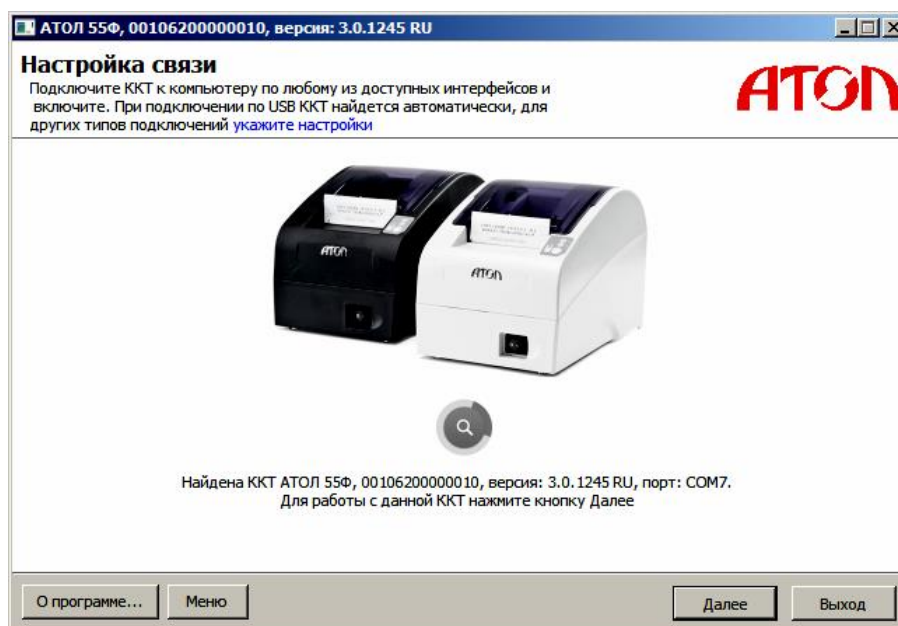 АТОЛ 55Ф, 00106200000010, версия: 3.0.1245 RU
Настройка связи
Подключите ККТ к компьютеру по любому из доступных интерфейсов и
включите. При подключении по USB ККТ найдется автоматически, для
других типов подключений укажите настройки
АТОЛ
АТОЛ
АТОЛ
Найдена ККТ АТОЛ 55Ф, 00106200000010, версия: 3.0.1245 RU, порт: COM7.
Для работы с данной ККТ нажмите кнопку Далее
О программе...
Меню
Далее
Выход